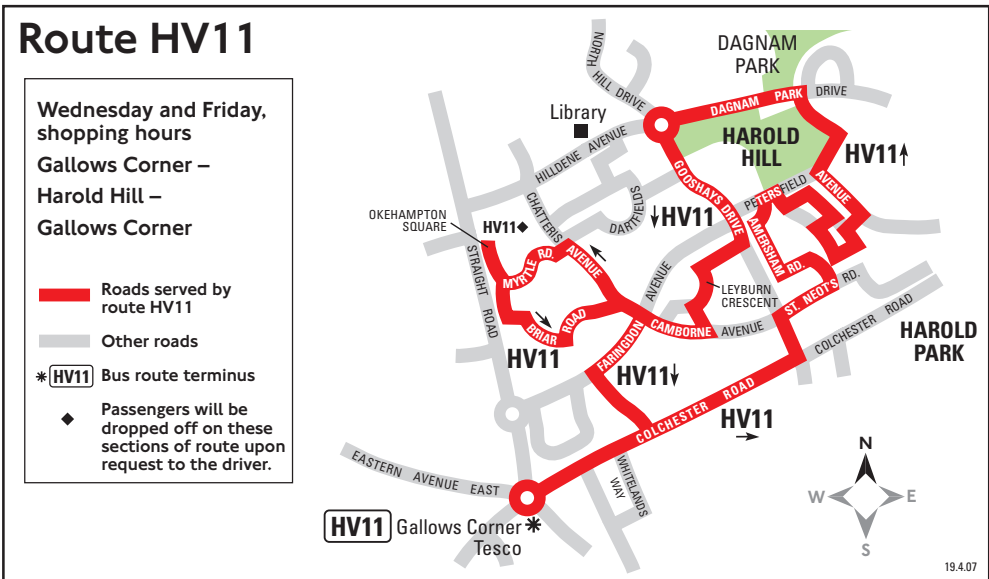 Route HV11
Wednesday and Friday,
shopping hours
Gallows Corner –
Harold Hill –
Gallows Corner
Roads served by
route HV11
Other roads
* HV11 Bus route terminus
◆ Passengers will be
dropped off on these
sections of route upon
request to the driver.
DAGNAM
PARK
NORTH
HILL DRIVE
DAGNAM PARK DRIVE
Library
HILLDENE AVENUE
HAROLD
HILL
HV11↑
GOOSHAYS DRIVE
PETERSFIELD
AVENUE
DARTFIELDS
↓HV11
CHATTERIS
AVENUE
OKEHAMPTON
SQUARE
HV11◆
MYRTLE RD.
AMERSHAM
RD.
STRAIGHT ROAD
LEYBURN
CRESCENT
ST. NEOT'S RD.
BRIAR ROAD
HV11
FARINGDON
AVENUE
CAMBORNE AVENUE
COLCHESTER ROAD
HAROLD
PARK
HV11↓
COLCHESTER ROAD
HV11
→
EASTERN AVENUE EAST
WHITELANDS
WAY
HV11 Gallows Corner *
Tesco
N
W E
S
19.4.07